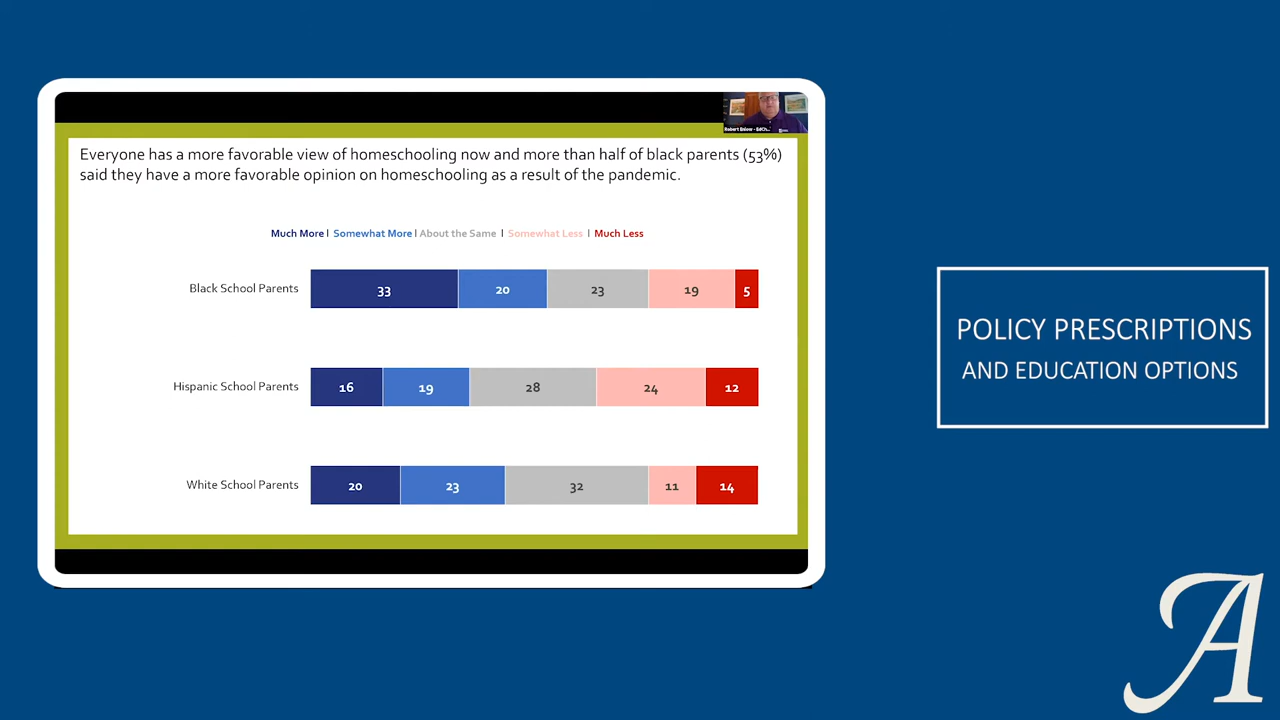 Robert Enlow - EdCh...
Everyone has a more favorable view of homeschooling now and more than half of black parents (53%)
said they have a more favorable opinion on homeschooling as a result of the pandemic.
Much More | Somewhat More | About the Same | Somewhat Less | Much Less
Black School Parents 33 20 23 19 5
Hispanic School Parents 16 19 28 24 12
White School Parents 20 23 32 11 14
POLICY PRESCRIPTIONS
AND EDUCATION OPTIONS
A